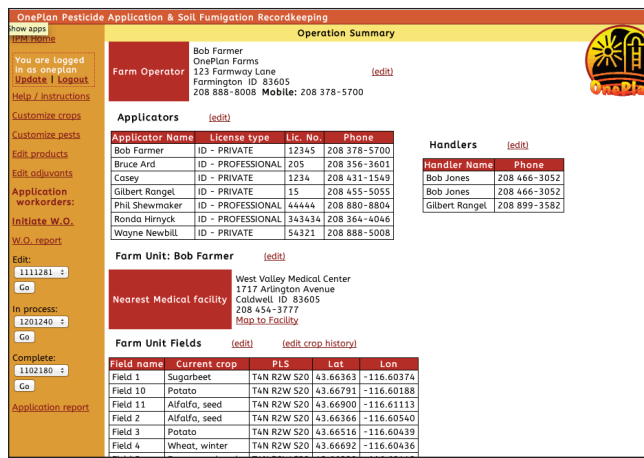 OnePlan Pesticide Application & Soil Fumigation Recordkeeping
Show apps
IPM Home
You are logged
in as oneplan
Update | Logout
Help / instructions
Customize crops
Customize pests
Edit products
Edit adjuvants
Application
workorders:
Initiate W.O.
W.O. report
Edit:
1111281
Go
In process:
1201240
Go
Complete:
1102180
Go
Application report
Operation Summary
Farm Operator
Bob Farmer
OnePlan Farms
123 Farmway Lane
Farmington ID 83605
208 888-8008 Mobile: 208 378-5700
(edit)
Applicators (edit)
Applicator Name License type Lic. No. Phone
Bob Farmer ID - PRIVATE 12345 208 378-5700
Bruce Ard ID - PROFESSIONAL 205 208 356-3601
Casey ID - PRIVATE 1234 208 431-1549
Gilbert Rangel ID - PRIVATE 15 208 455-5055
Phil Shewmaker ID - PROFESSIONAL 44444 208 880-8804
Ronda Hirnyck ID - PROFESSIONAL 343434 208 364-4046
Wayne Newbill ID - PRIVATE 54321 208 888-5008
Handlers (edit)
Handler Name Phone
Bob Jones 208 466-3052
Bob Jones 208 466-3052
Gilbert Rangel 208 899-3582
Farm Unit: Bob Farmer (edit)
Nearest Medical facility
West Valley Medical Center
1717 Arlington Avenue
Caldwell ID 83605
208 454-3777
Map to Facility
Farm Unit Fields (edit) (edit crop history)
Field name Current crop PLS Lat Lon
Field 1 Sugarbeet T4N R2W S20 43.66363 -116.60374
Field 10 Potato T4N R2W S20 43.66791 -116.60188
Field 11 Alfalfa, seed T4N R2W S20 43.66900 -116.61113
Field 2 Alfalfa, seed T4N R2W S20 43.66366 -116.60540
Field 3 Potato T4N R2W S20 43.66516 -116.60439
Field 4 Wheat, winter T4N R2W S20 43.66692 -116.60436